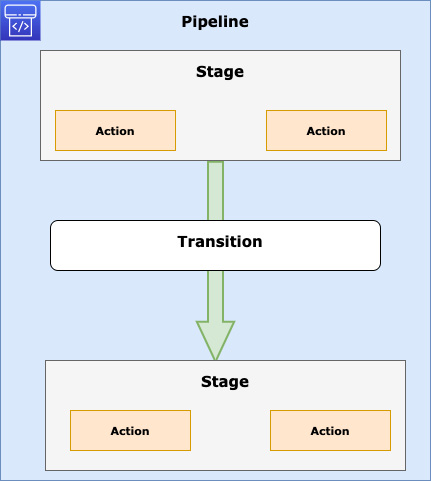 Pipeline
Stage
Action
Action
Transition
Stage
Action
Action